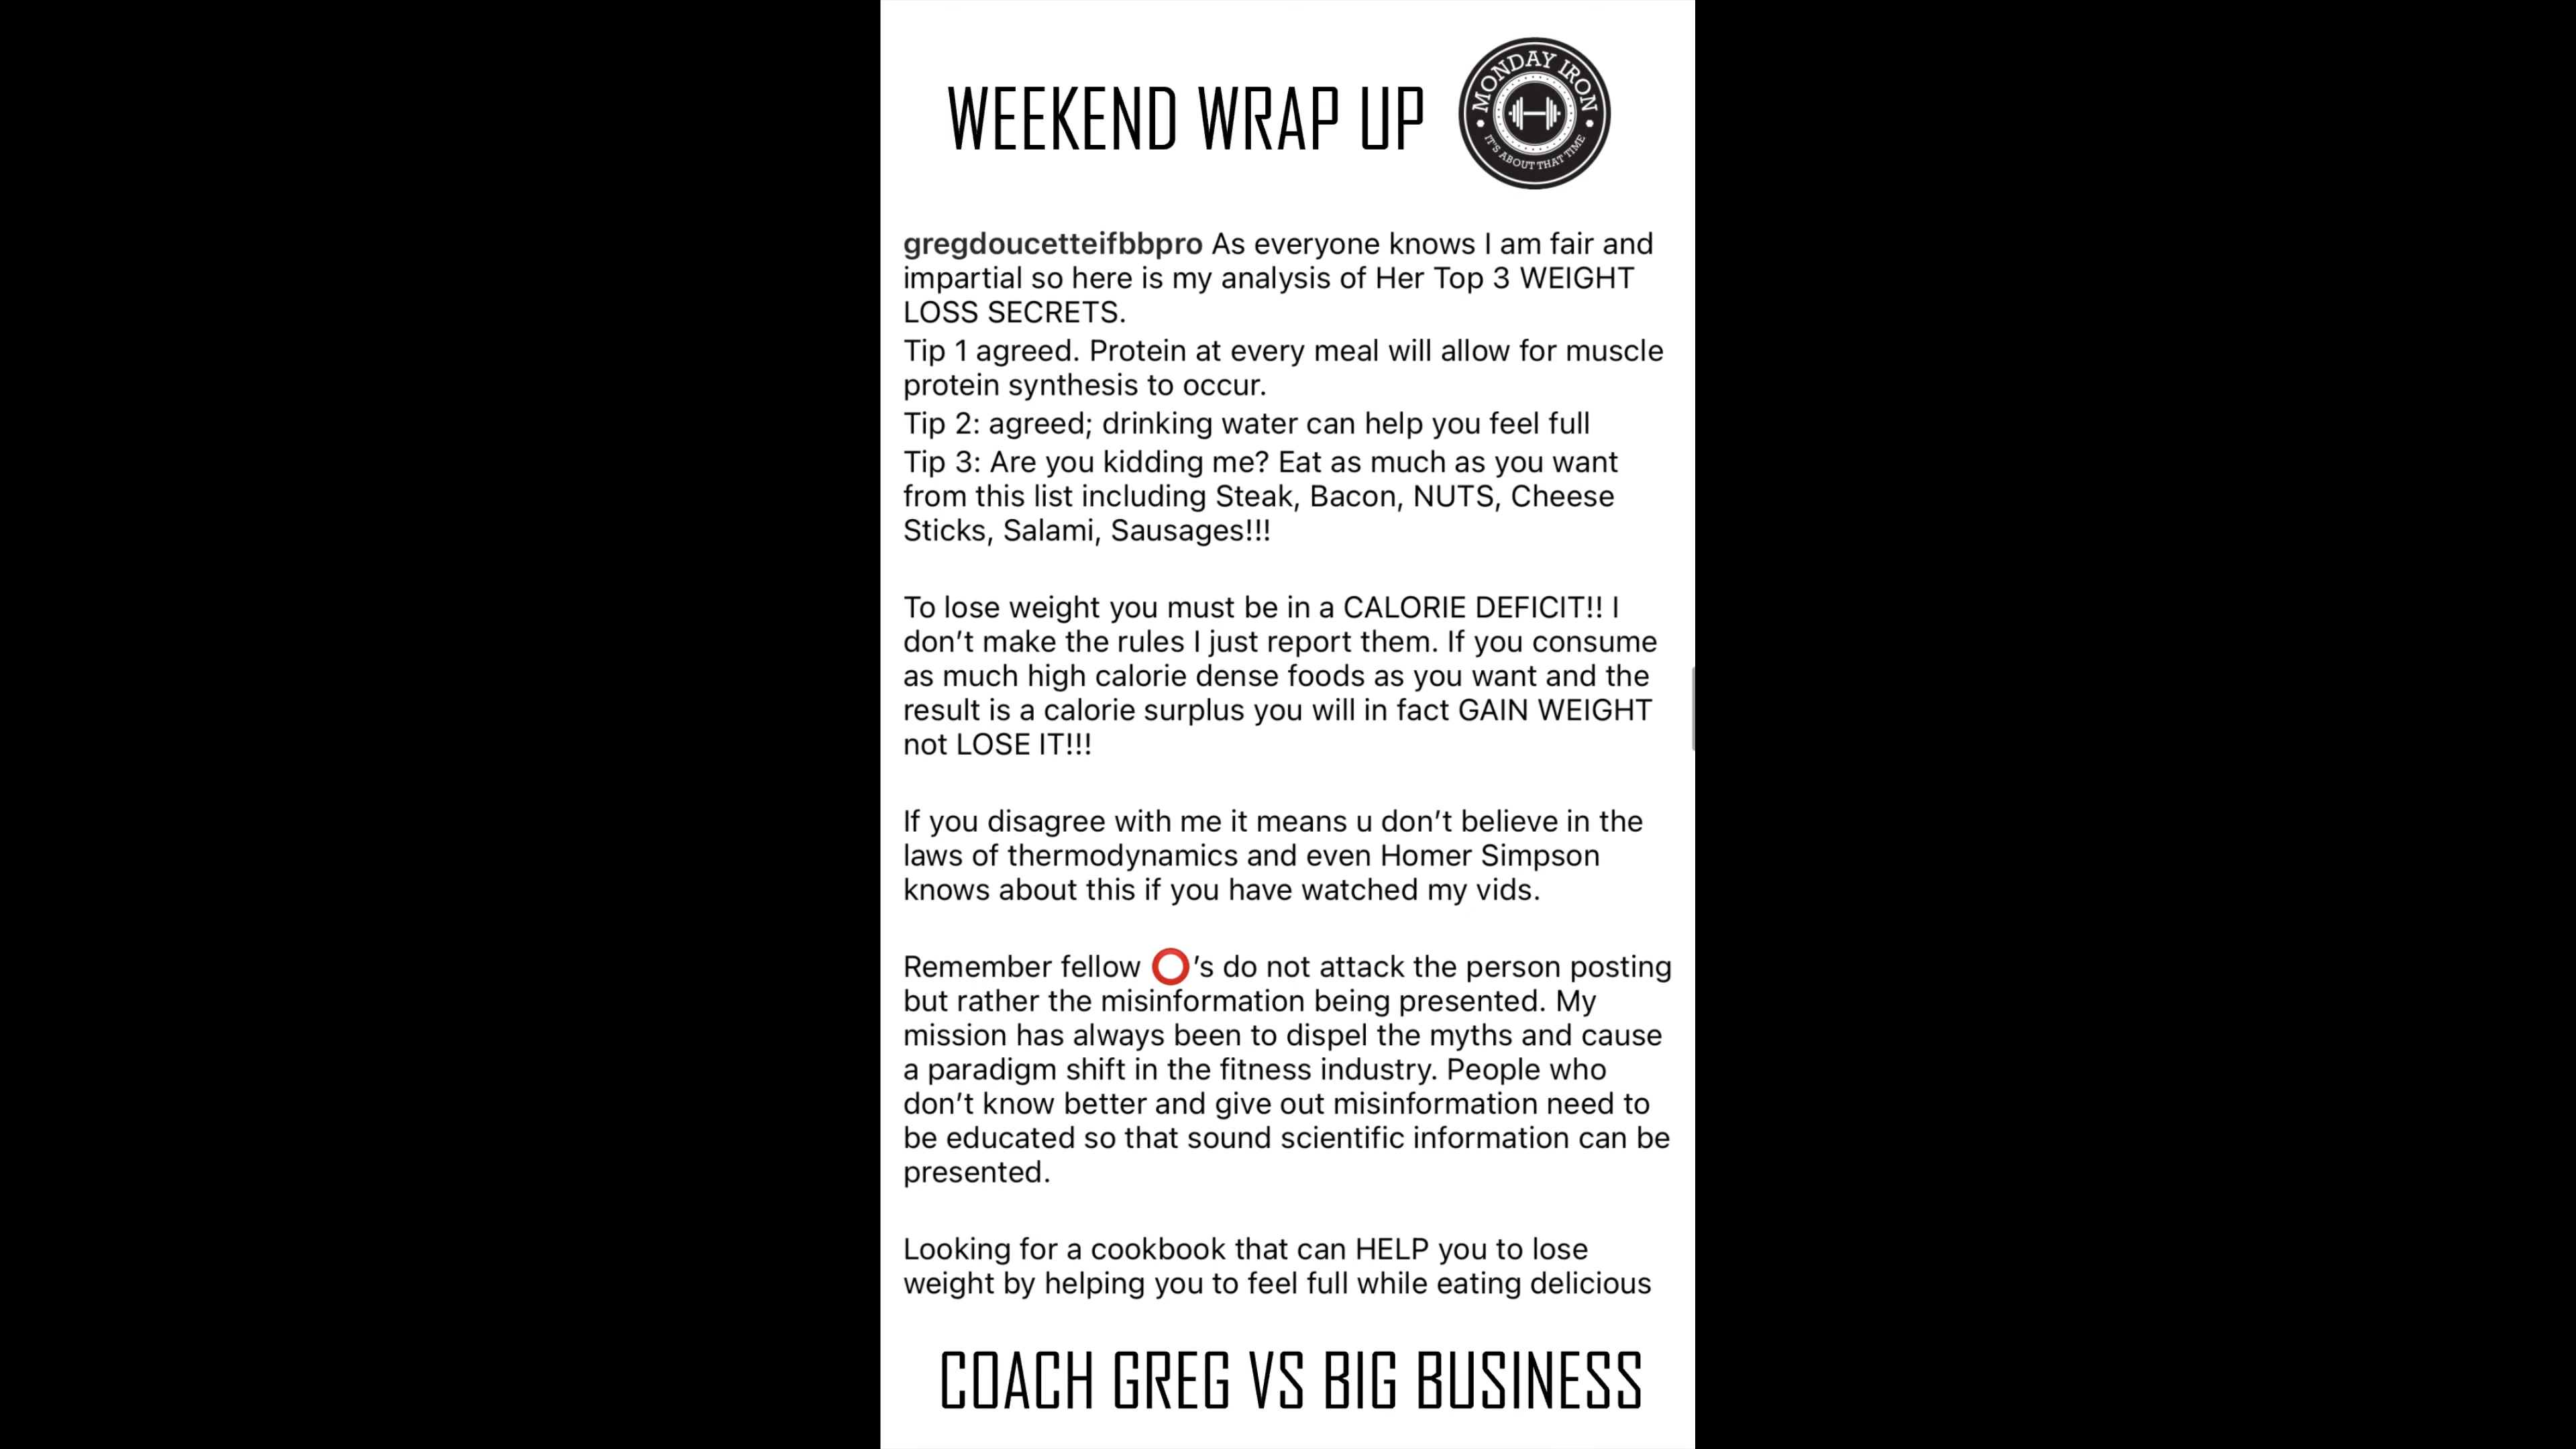 WEEKEND WRAP UP
MONDAY IRON
IT'S ABOUT THAT TIME
gregdoucetteifbbpro As everyone knows I am fair and
impartial so here is my analysis of Her Top 3 WEIGHT
LOSS SECRETS.
Tip 1 agreed. Protein at every meal will allow for muscle
protein synthesis to occur.
Tip 2: agreed; drinking water can help you feel full
Tip 3: Are you kidding me? Eat as much as you want
from this list including Steak, Bacon, NUTS, Cheese
Sticks, Salami, Sausages!!!
To lose weight you must be in a CALORIE DEFICIT!! I
don’t make the rules I just report them. If you consume
as much high calorie dense foods as you want and the
result is a calorie surplus you will in fact GAIN WEIGHT
not LOSE IT!!!
If you disagree with me it means u don’t believe in the
laws of thermodynamics and even Homer Simpson
knows about this if you have watched my vids.
Remember fellow ⭕’s do not attack the person posting
but rather the misinformation being presented. My
mission has always been to dispel the myths and cause
a paradigm shift in the fitness industry. People who
don’t know better and give out misinformation need to
be educated so that sound scientific information can be
presented.
Looking for a cookbook that can HELP you to lose
weight by helping you to feel full while eating delicious
COACH GREG VS BIG BUSINESS